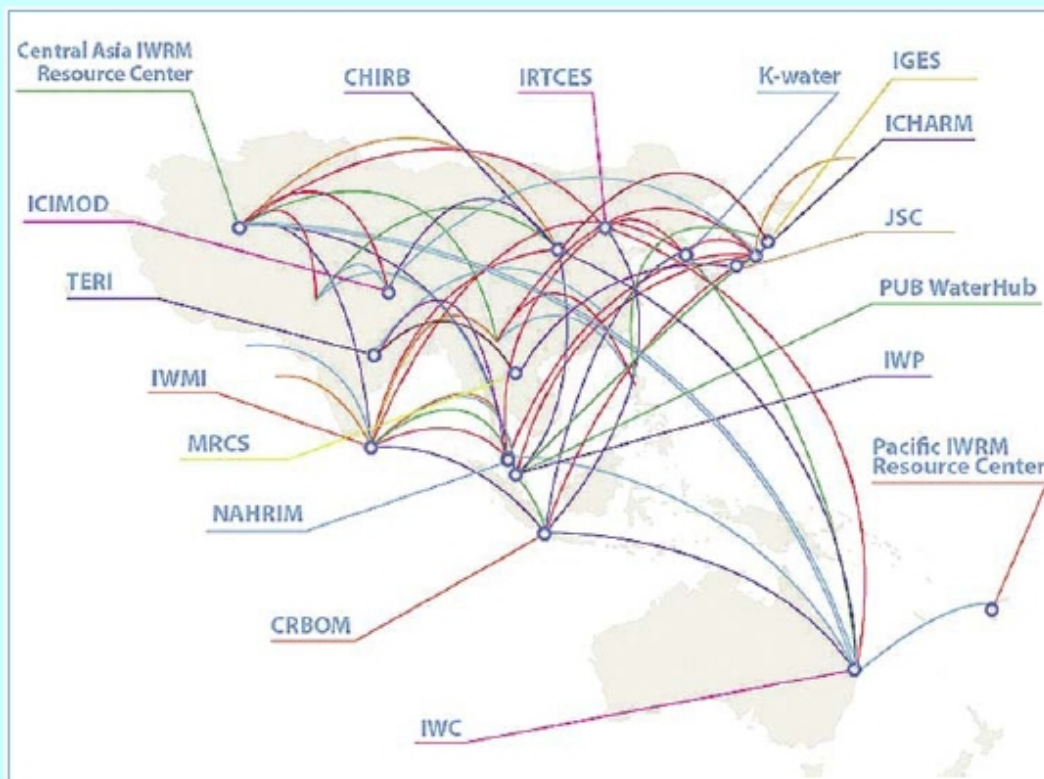 Central Asia IWRM
Resource Center
CHIRB
IRTCES
K-water
IGES
ICHARM
ICIMOD
JSC
TERI
PUB WaterHub
IWMI
IWP
MRCS
Pacific IWRM
Resource Center
NAHRIM
CRBOM
IWC